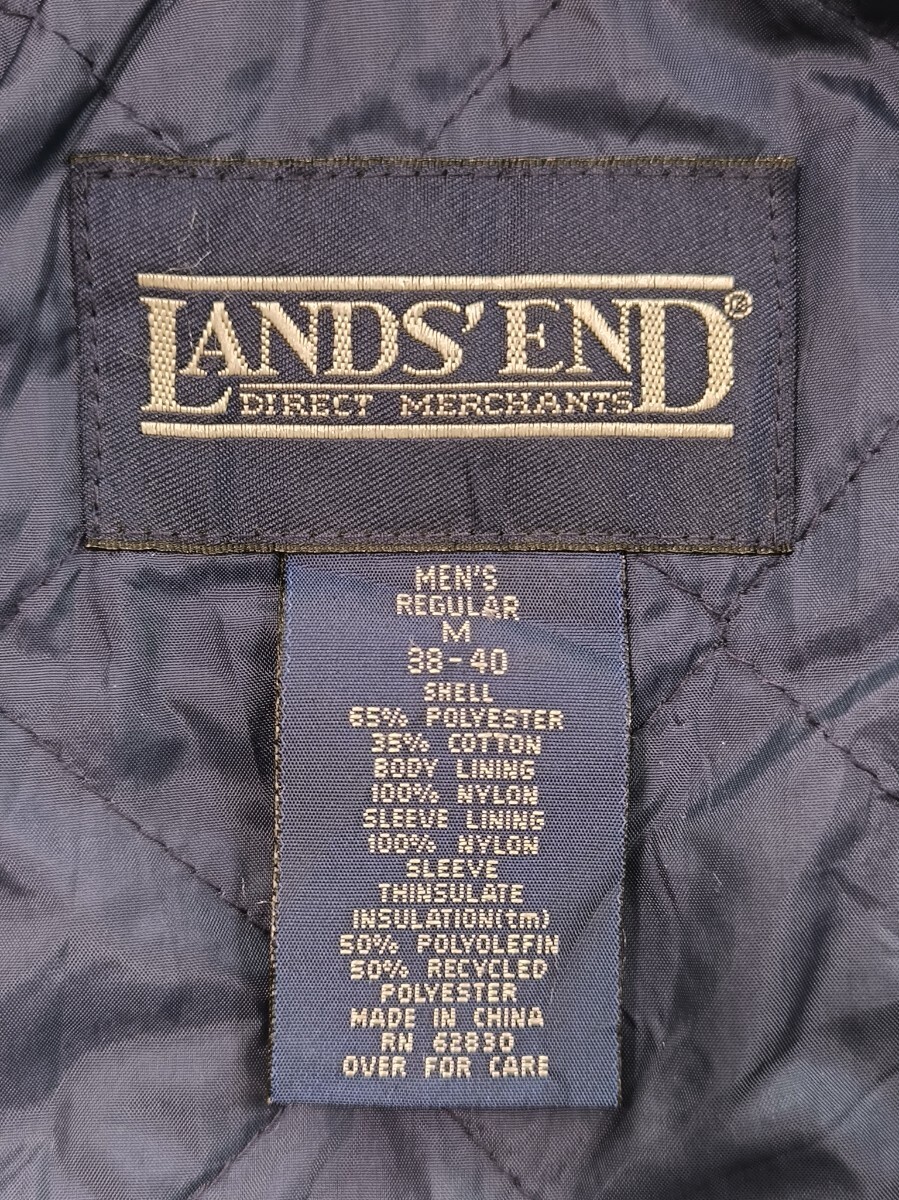 LANDS' END®
DIRECT MERCHANTS
MEN'S
REGULAR
M
38-40
SHELL
65% POLYESTER
35% COTTON
BODY LINING
100% NYLON
SLEEVE LINING
100% NYLON
SLEEVE
THINSULATE
INSULATION(tm)
50% POLYOLEFIN
50% RECYCLED
POLYESTER
MADE IN CHINA
RN 62830
OVER FOR CARE